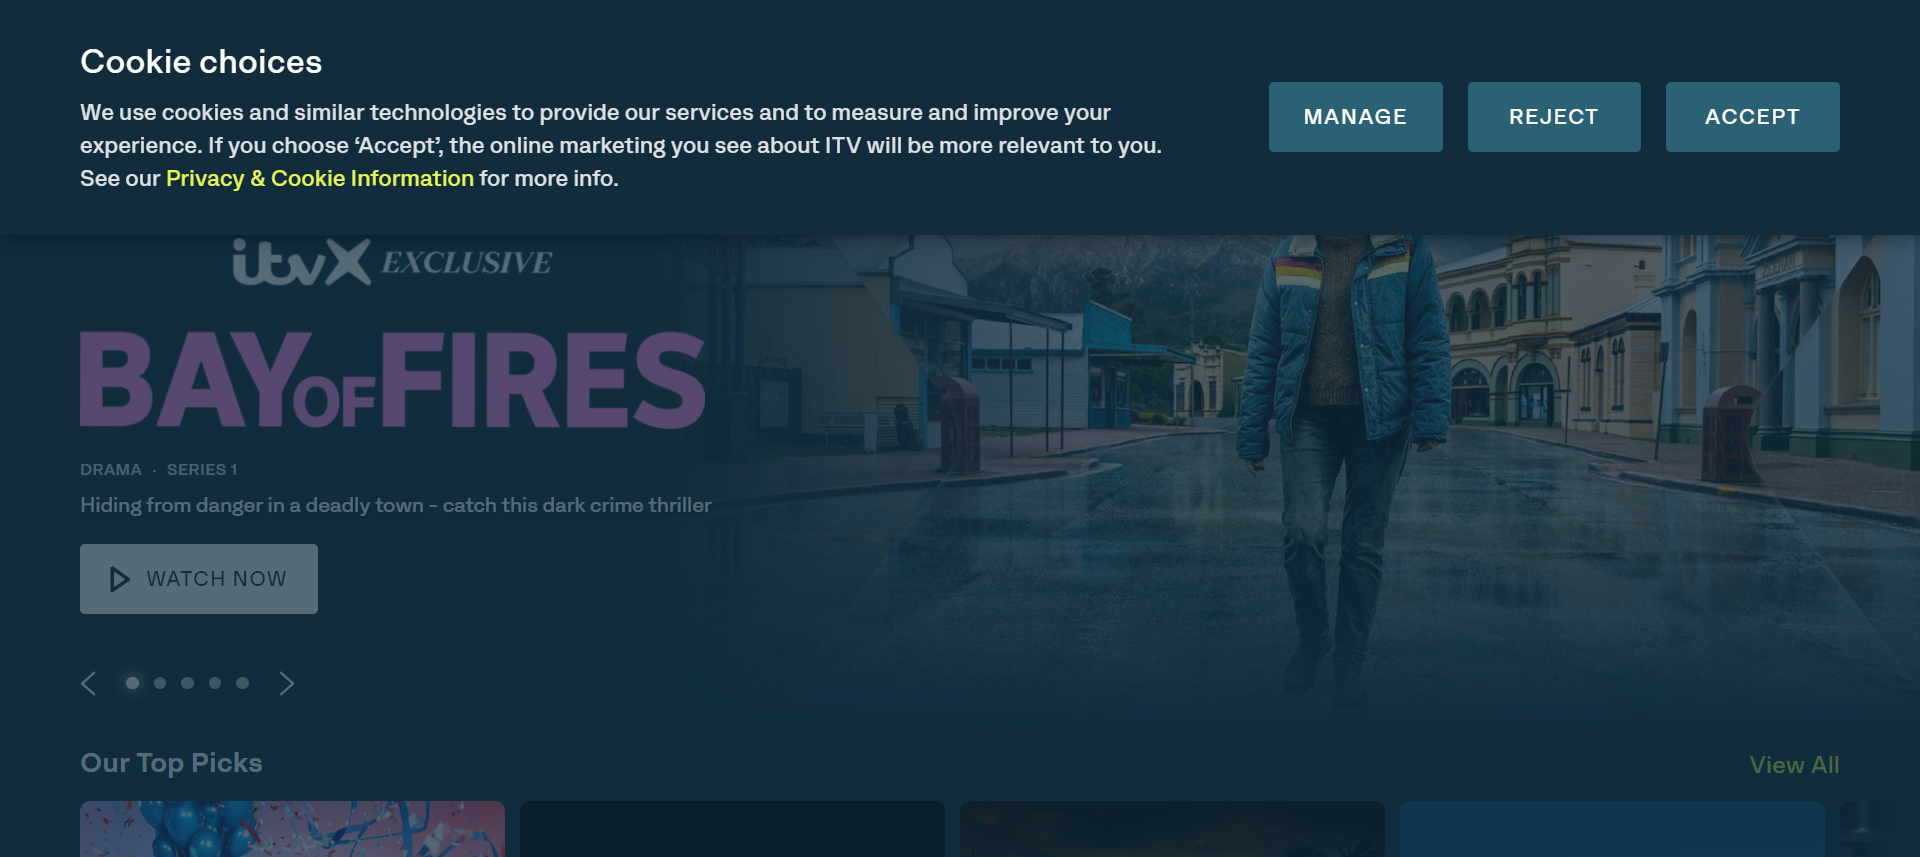 Cookie choices
We use cookies and similar technologies to provide our services and to measure and improve your
experience. If you choose ‘Accept’, the online marketing you see about ITV will be more relevant to you.
See our Privacy & Cookie Information for more info.
MANAGE
REJECT
ACCEPT
itvX EXCLUSIVE
BAY OF FIRES
DRAMA · SERIES 1
Hiding from danger in a deadly town - catch this dark crime thriller
WATCH NOW
Our Top Picks
View All